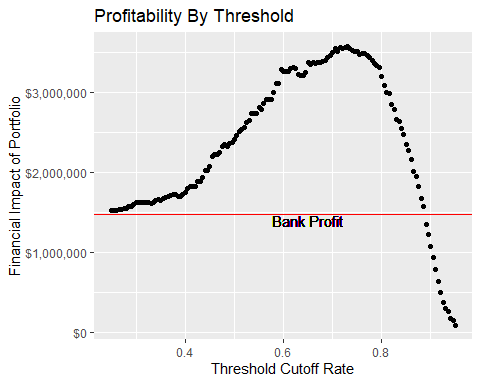 Profitability By Threshold
Financial Impact of Portfolio
$3,000,000
$2,000,000
$1,000,000
$0
Bank Profit
0.4
0.6
0.8
Threshold Cutoff Rate